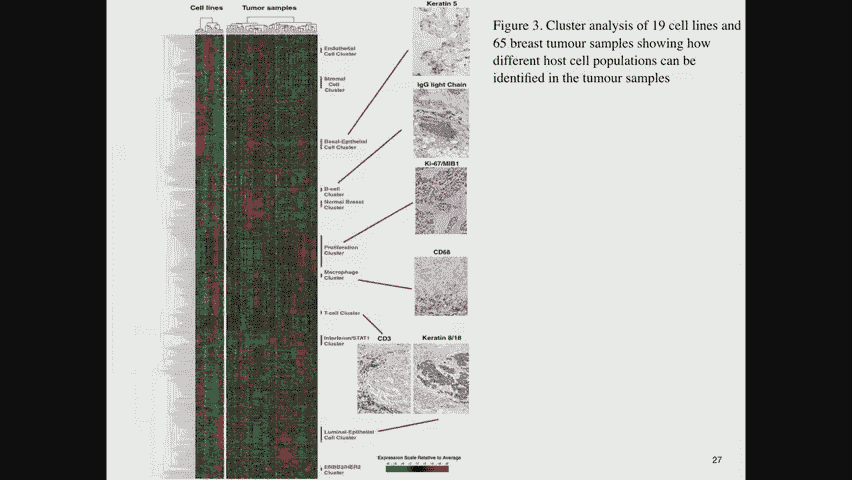 Cell lines
Tumor samples
Keratin 5
Figure 3. Cluster analysis of 19 cell lines and
65 breast tumour samples showing how
different host cell populations can be
identified in the tumour samples
Endothelial
Cell Cluster
Stromal
Cell
Cluster
IgG light Chain
Basal-Epithelial
Cell Cluster
Ki-67/MIB1
B-cell
Cluster
Normal Breast
Cluster
Proliferation
Cluster
CD68
Macrophage
Cluster
T-cell Cluster
Interferon/STAT1
Cluster
CD3
Keratin 8/18
Luminal-Epithelial
Cell Cluster
Expression Scale Relative to Average
ERBB2/HER2
Cluster
27